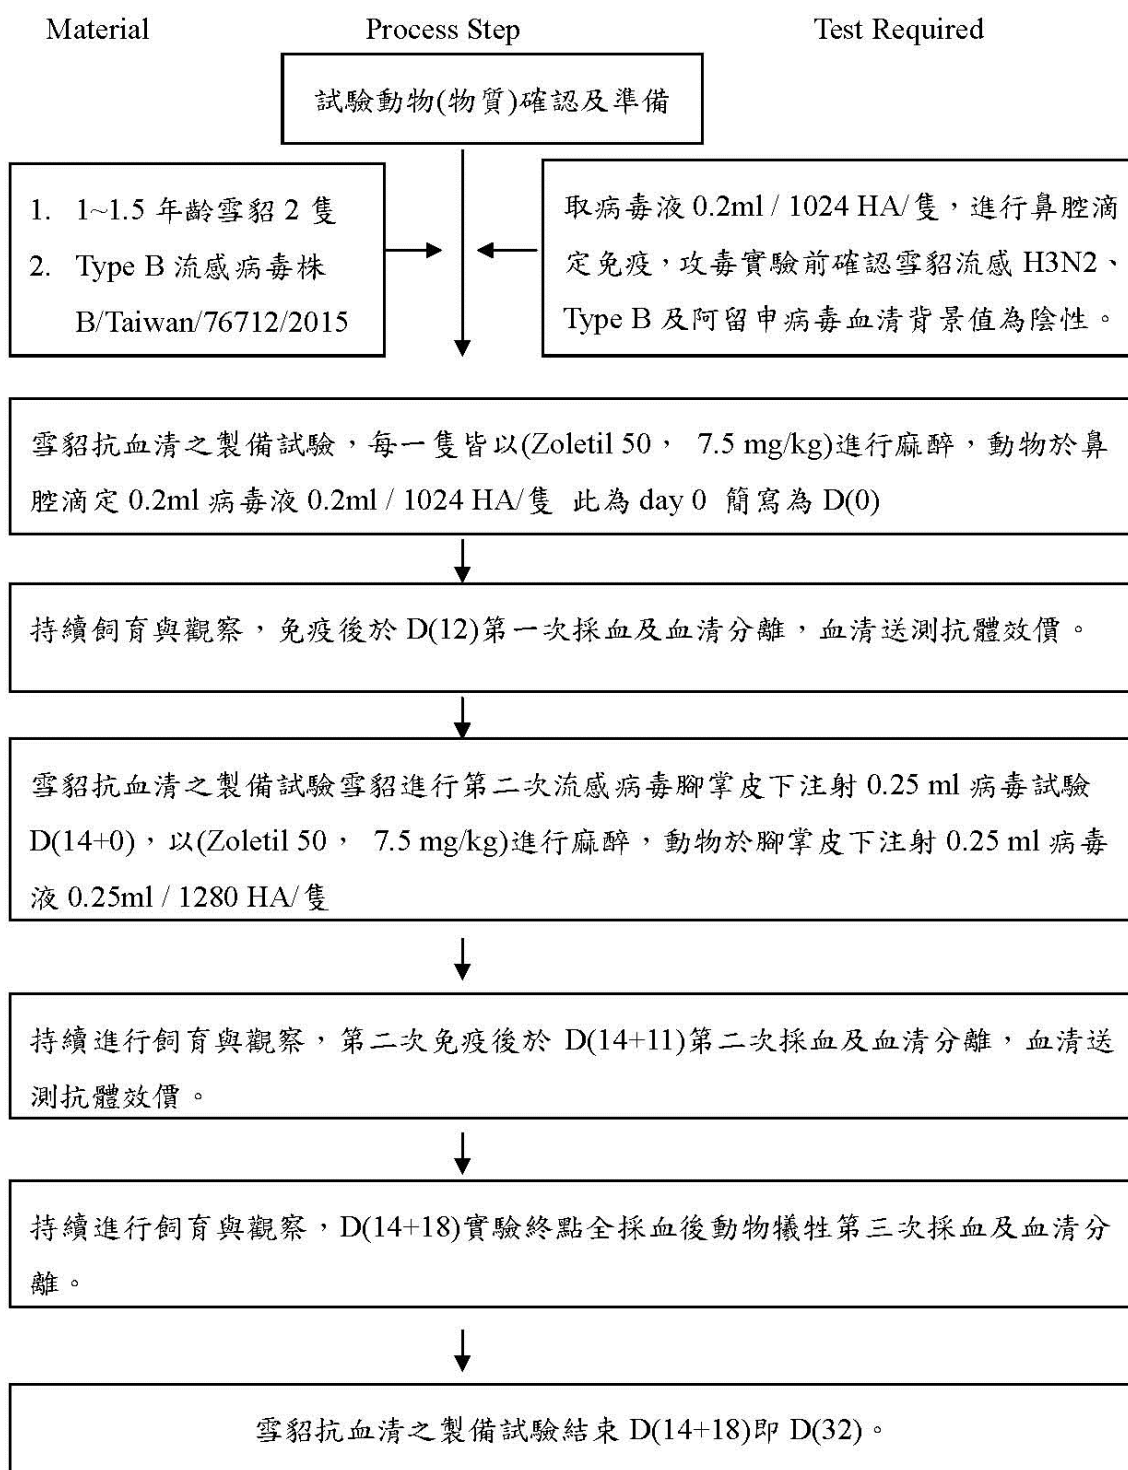 Material Process Step Test Required
試驗動物(物質)確認及準備
1. 1~1.5 年齡雪貂 2 隻
2. Type B 流感病毒株
B/Taiwan/76712/2015
取病毒液 0.2ml / 1024 HA/隻，進行鼻腔滴
定免疫，攻毒實驗前確認雪貂流感 H3N2、
Type B 及阿留申病毒血清背景值為陰性。
雪貂抗血清之製備試驗，每一隻皆以(Zoletil 50， 7.5 mg/kg)進行麻醉，動物於鼻
腔滴定 0.2ml 病毒液 0.2ml / 1024 HA/隻 此為 day 0 簡寫為 D(0)
持續飼育與觀察，免疫後於 D(12)第一次採血及血清分離，血清送測抗體效價。
雪貂抗血清之製備試驗雪貂進行第二次流感病毒腳掌皮下注射 0.25 ml 病毒試驗
D(14+0)，以(Zoletil 50， 7.5 mg/kg)進行麻醉，動物於腳掌皮下注射 0.25 ml 病毒
液 0.25ml / 1280 HA/隻
持續進行飼育與觀察，第二次免疫後於 D(14+11)第二次採血及血清分離，血清送
測抗體效價。
持續進行飼育與觀察，D(14+18)實驗終點全採血後動物犧牲第三次採血及血清分
離。
雪貂抗血清之製備試驗結束 D(14+18)即 D(32)。